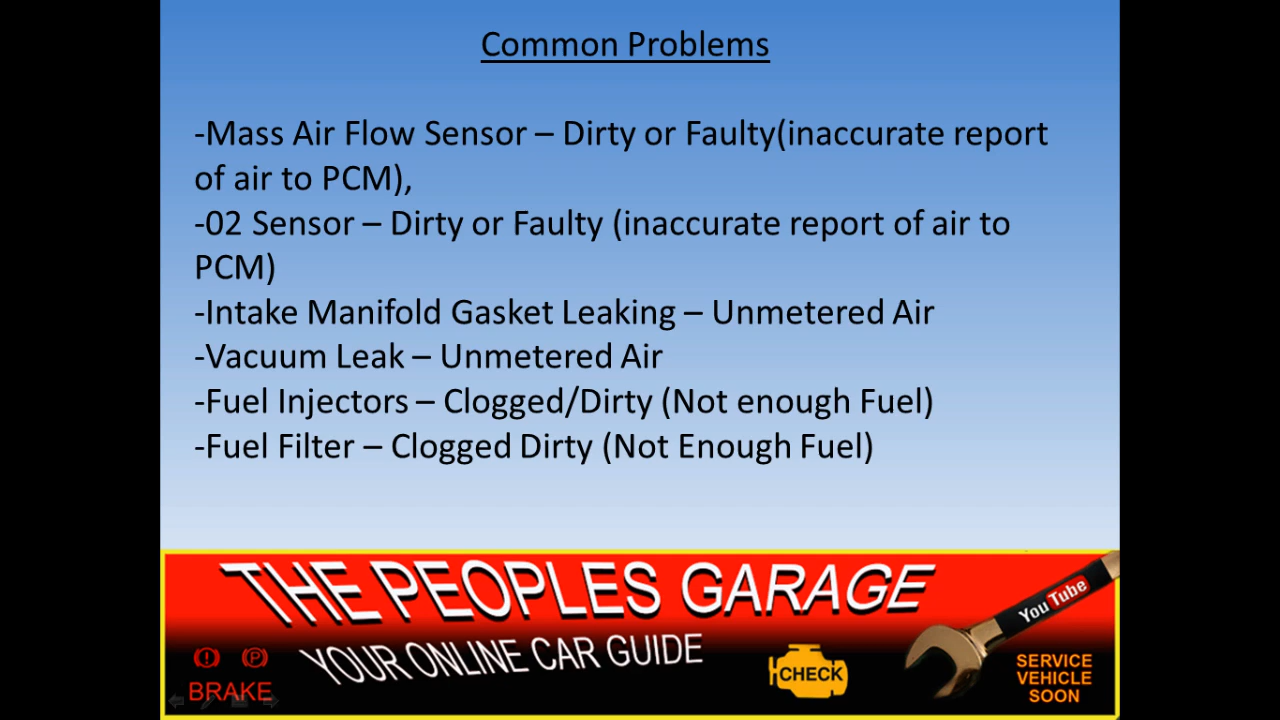 Common Problems
-Mass Air Flow Sensor – Dirty or Faulty(inaccurate report
of air to PCM),
-02 Sensor – Dirty or Faulty (inaccurate report of air to
PCM)
-Intake Manifold Gasket Leaking – Unmetered Air
-Vacuum Leak – Unmetered Air
-Fuel Injectors – Clogged/Dirty (Not enough Fuel)
-Fuel Filter – Clogged Dirty (Not Enough Fuel)
THE PEOPLES GARAGE
YOUR ONLINE CAR GUIDE
YouTube
P
BRAKE
CHECK
SERVICE
VEHICLE
SOON